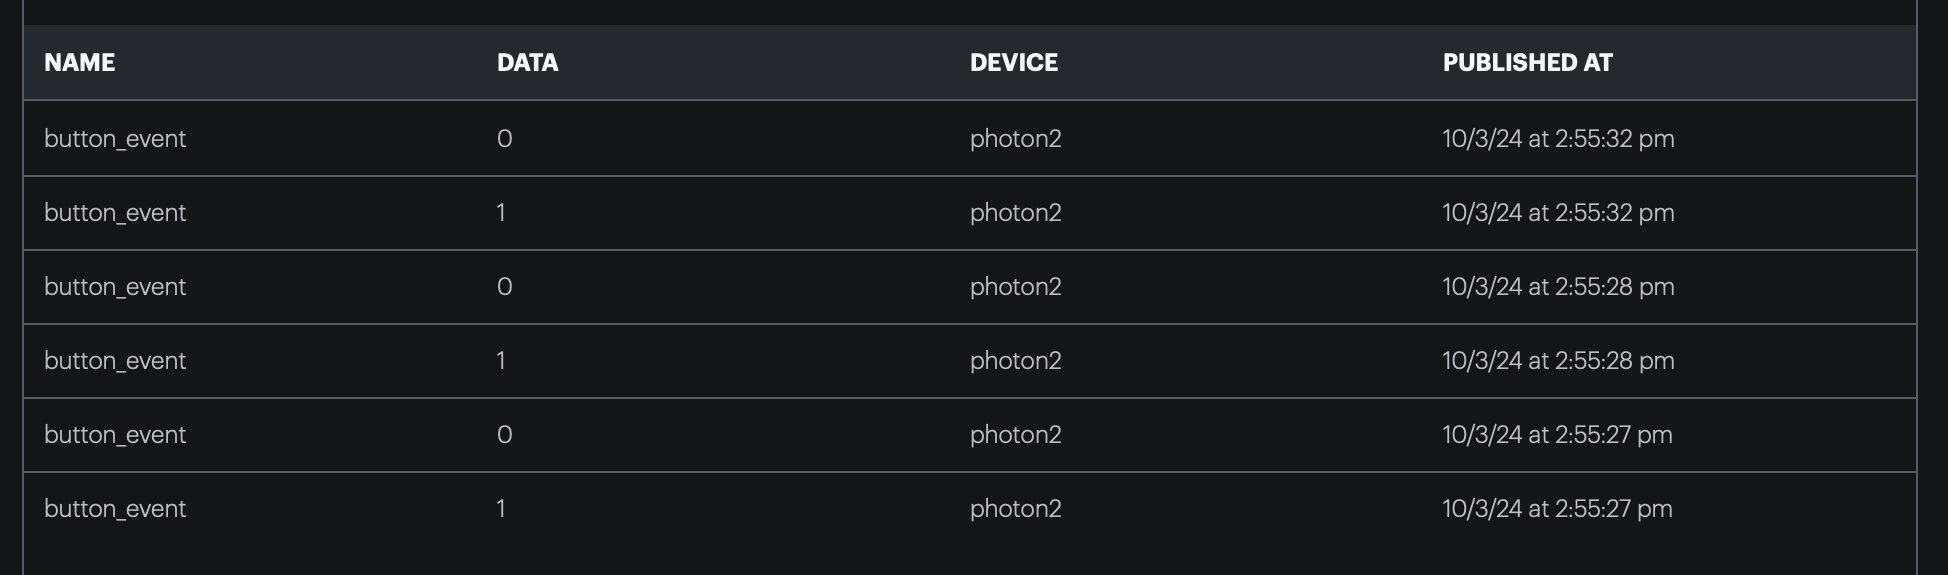 NAME DATA DEVICE PUBLISHED AT
button_event 0 photon2 10/3/24 at 2:55:32 pm
button_event 1 photon2 10/3/24 at 2:55:32 pm
button_event 0 photon2 10/3/24 at 2:55:28 pm
button_event 1 photon2 10/3/24 at 2:55:28 pm
button_event 0 photon2 10/3/24 at 2:55:27 pm
button_event 1 photon2 10/3/24 at 2:55:27 pm